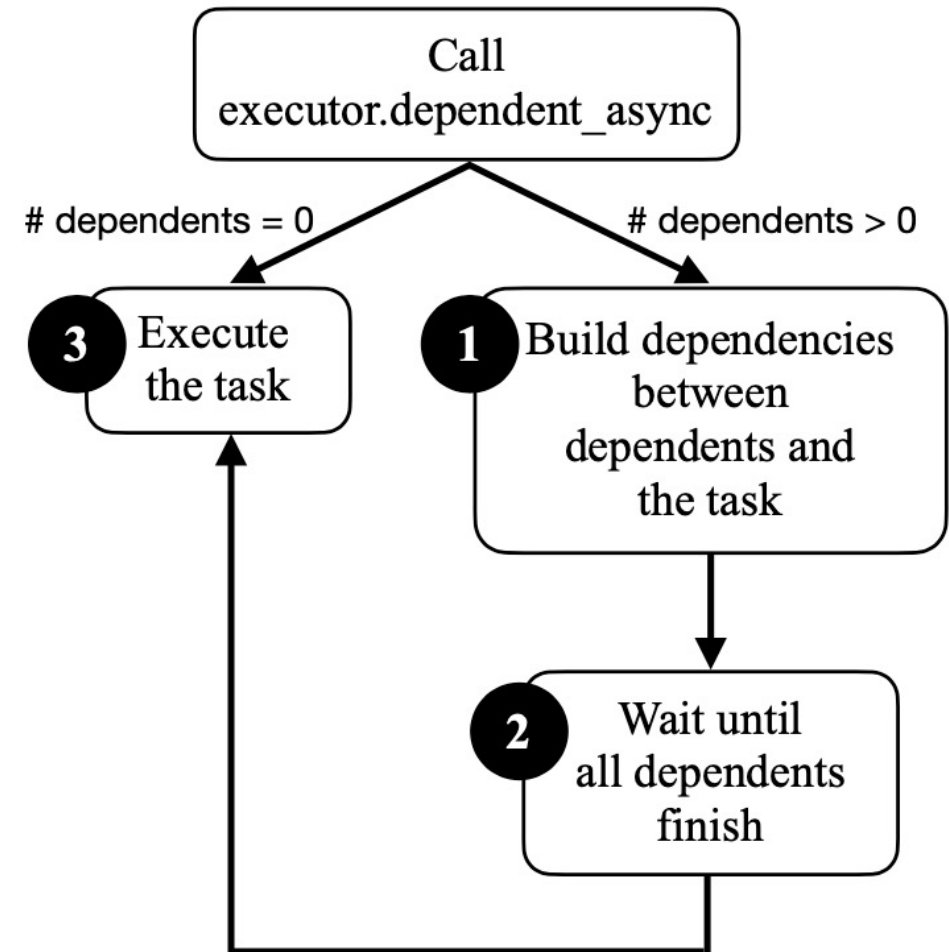 Call
executor.dependent_async
# dependents = 0
# dependents > 0
3
Execute
the task
1
Build dependencies
between
dependents and
the task
2
Wait until
all dependents
finish